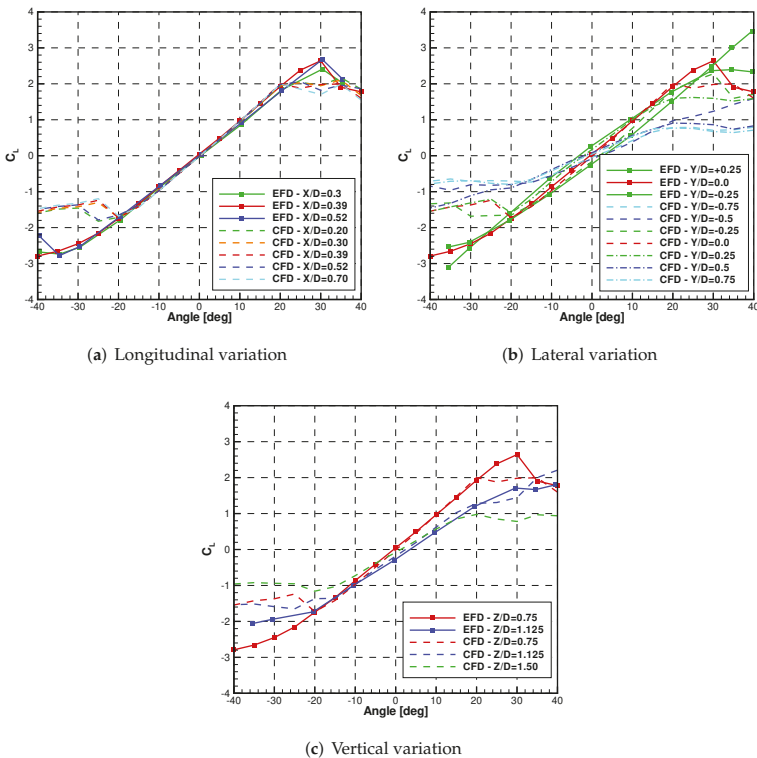 4
3
2
1
0
-1
-2
-3
-4
C_L
-40 -30 -20 -10 0 10 20 30 40
Angle [deg]
EFD - X/D=0.3
EFD - X/D=0.39
EFD - X/D=0.52
CFD - X/D=0.20
CFD - X/D=0.30
CFD - X/D=0.39
CFD - X/D=0.52
CFD - X/D=0.70
(a) Longitudinal variation
4
3
2
1
0
-1
-2
-3
-4
C_L
-40 -30 -20 -10 0 10 20 30 40
Angle [deg]
EFD - Y/D=+0.25
EFD - Y/D=0.0
EFD - Y/D=-0.25
CFD - Y/D=-0.75
CFD - Y/D=-0.5
CFD - Y/D=-0.25
CFD - Y/D=0.0
CFD - Y/D=0.25
CFD - Y/D=0.5
CFD - Y/D=0.75
(b) Lateral variation
4
3
2
1
0
-1
-2
-3
-4
C_L
-40 -30 -20 -10 0 10 20 30 40
Angle [deg]
EFD - Z/D=0.75
EFD - Z/D=1.125
CFD - Z/D=0.75
CFD - Z/D=1.125
CFD - Z/D=1.50
(c) Vertical variation